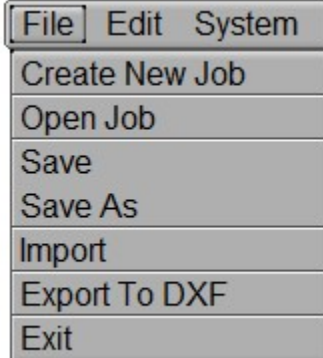 File Edit System
Create New Job
Open Job
Save
Save As
Import
Export To DXF
Exit